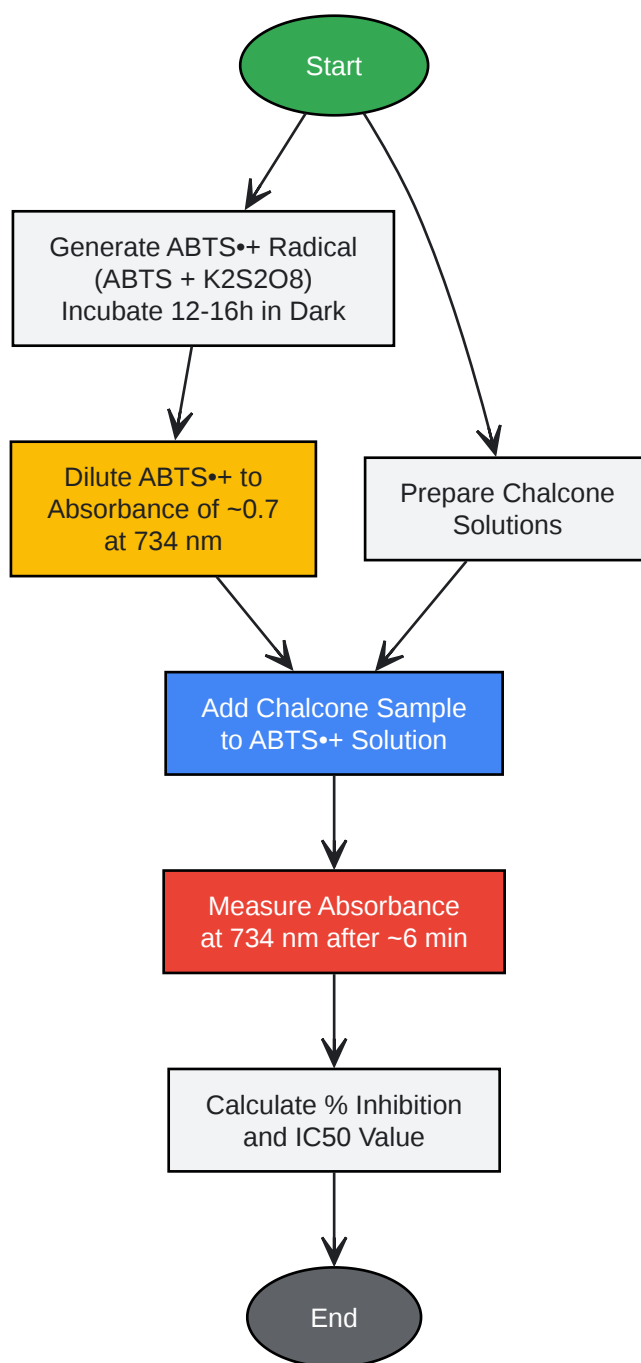 Start
Generate ABTS•+ Radical
(ABTS + K2S2O8)
Incubate 12-16h in Dark
Dilute ABTS•+ to
Absorbance of ~0.7
at 734 nm
Prepare Chalcone
Solutions
Add Chalcone Sample
to ABTS•+ Solution
Measure Absorbance
at 734 nm after ~6 min
Calculate % Inhibition
and IC50 Value
End